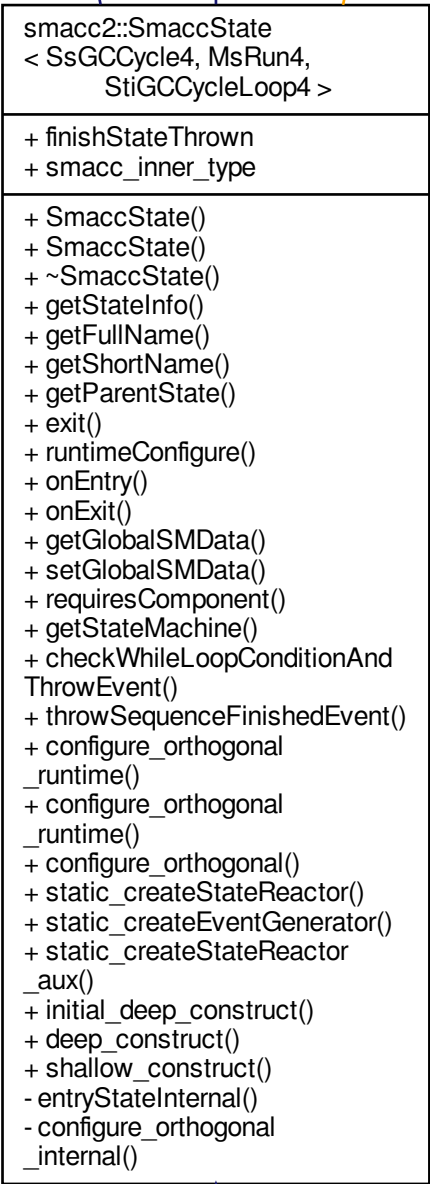 smacc2::SmaccState
< SsGCCycle4, MsRun4,
StiGCCycleLoop4 >
+ finishStateThrown
+ smacc_inner_type
+ SmaccState()
+ SmaccState()
+ ~SmaccState()
+ getStateInfo()
+ getFullName()
+ getShortName()
+ getParentState()
+ exit()
+ runtimeConfigure()
+ onEntry()
+ onExit()
+ getGlobalSMData()
+ setGlobalSMData()
+ requiresComponent()
+ getStateMachine()
+ checkWhileLoopConditionAnd
ThrowEvent()
+ throwSequenceFinishedEvent()
+ configure_orthogonal
_runtime()
+ configure_orthogonal
_runtime()
+ configure_orthogonal()
+ static_createStateReactor()
+ static_createEventGenerator()
+ static_createStateReactor
_aux()
+ initial_deep_construct()
+ deep_construct()
+ shallow_construct()
- entryStateInternal()
- configure_orthogonal
_internal()